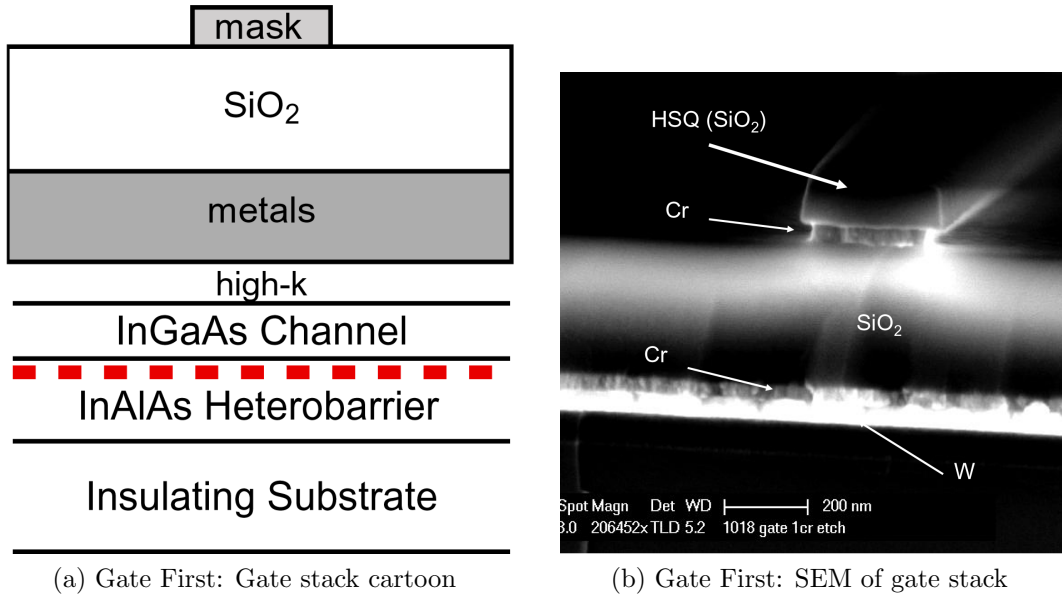 mask
SiO₂
metals
high-k
InGaAs Channel
InAlAs Heterobarrier
Insulating Substrate
(a) Gate First: Gate stack cartoon
HSQ (SiO₂)
Cr
SiO₂
Cr
W
Spot Magn Det WD 200 nm
3.0 206452x TLD 5.2 1018 gate 1cr etch
(b) Gate First: SEM of gate stack